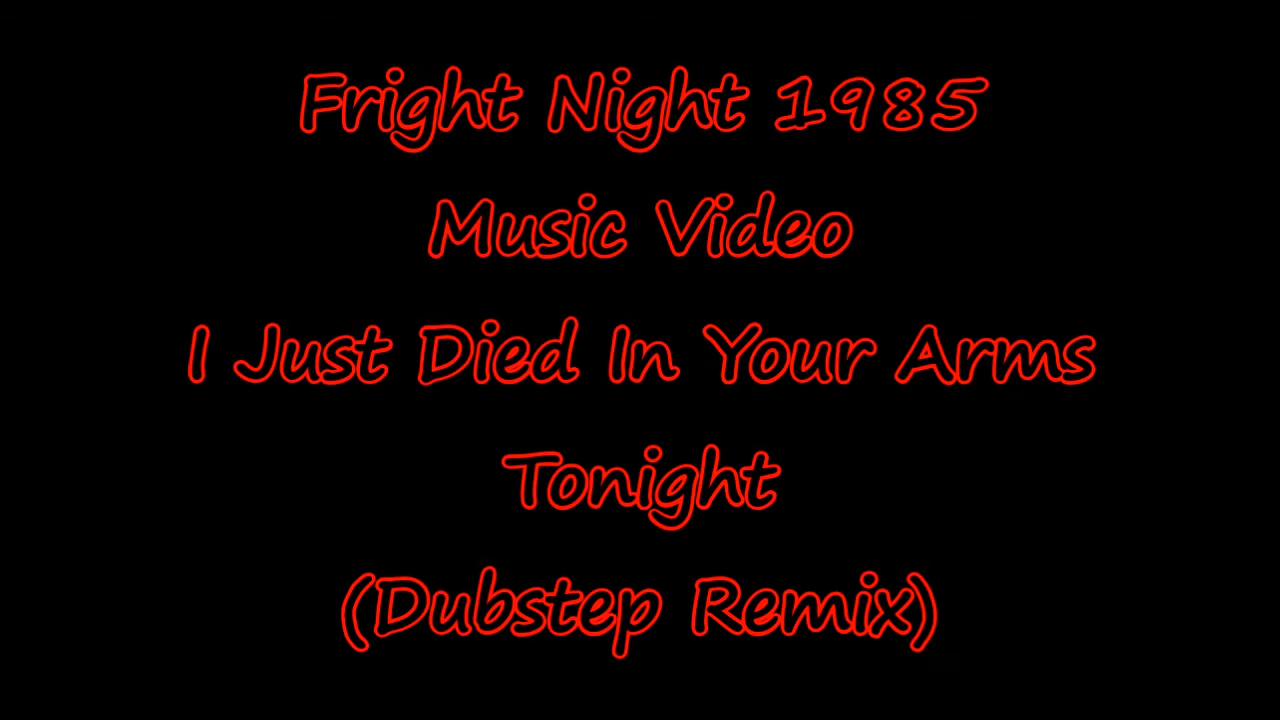 Fright Night 1985
Music Video
I Just Died In Your Arms
Tonight
(Dubstep Remix)